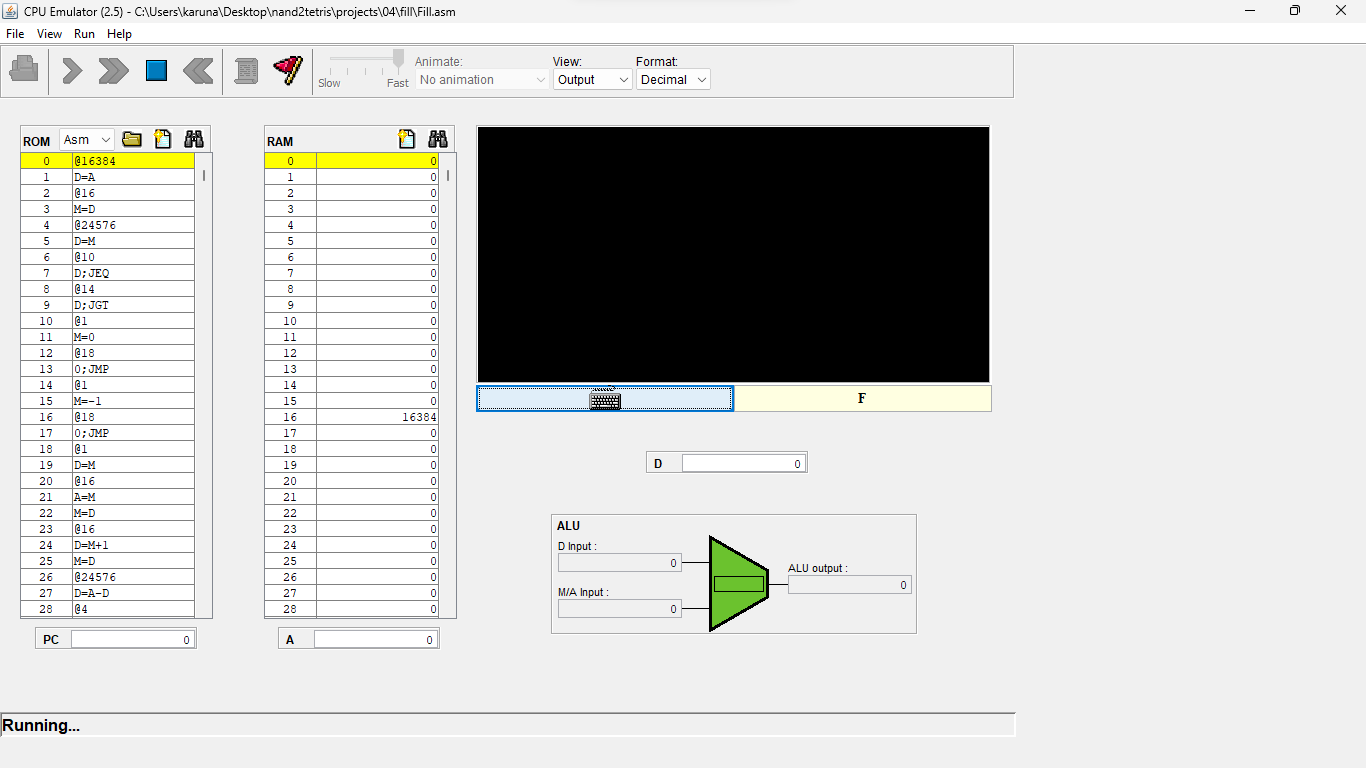 CPU Emulator (2.5) - C:\Users\karuna\Desktop\nand2tetris\projects\04\fill\Fill.asm
File View Run Help
Slow Fast
Animate:
No animation
View:
Output
Format:
Decimal
ROM Asm
0 @16384
1 D=A
2 @16
3 M=D
4 @24576
5 D=M
6 @10
7 D;JEQ
8 @14
9 D;JGT
10 @1
11 M=0
12 @18
13 0;JMP
14 @1
15 M=-1
16 @18
17 0;JMP
18 @1
19 D=M
20 @16
21 A=M
22 M=D
23 @16
24 D=M+1
25 M=D
26 @24576
27 D=A-D
28 @4
PC 0
RAM
0 0
1 0
2 0
3 0
4 0
5 0
6 0
7 0
8 0
9 0
10 0
11 0
12 0
13 0
14 0
15 0
16 16384
17 0
18 0
19 0
20 0
21 0
22 0
23 0
24 0
25 0
26 0
27 0
28 0
A 0
F
D 0
ALU
D Input :
0
M/A Input :
0
ALU output :
0
Running...